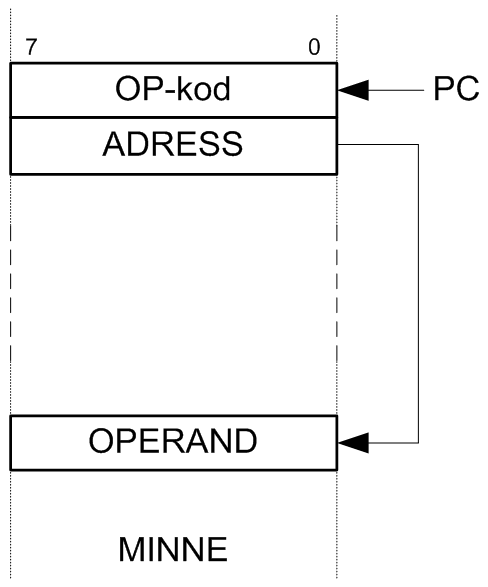 7 0
OP-kod PC
ADRESS
OPERAND
MINNE